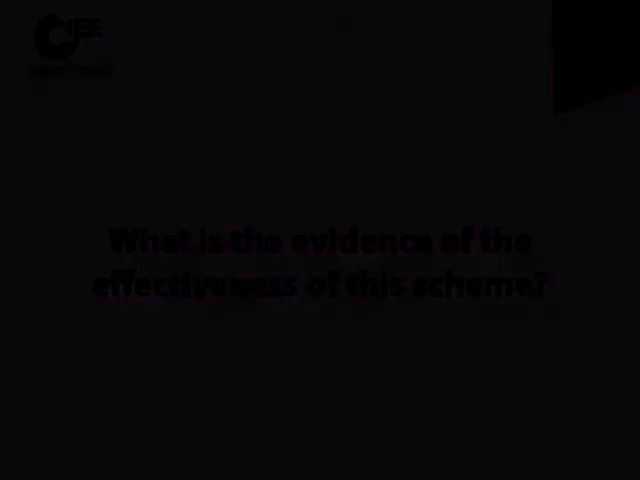 What is the evidence of the
effectiveness of this scheme?